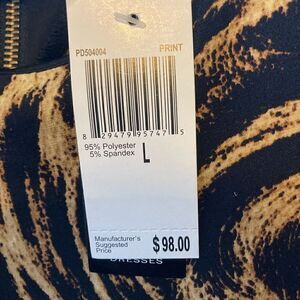 PD504004 PRINT
8 29479 95747 5
95% Polyester
5% Spandex
L
Manufacturer's
Suggested
Price
$98.00
DRESSES